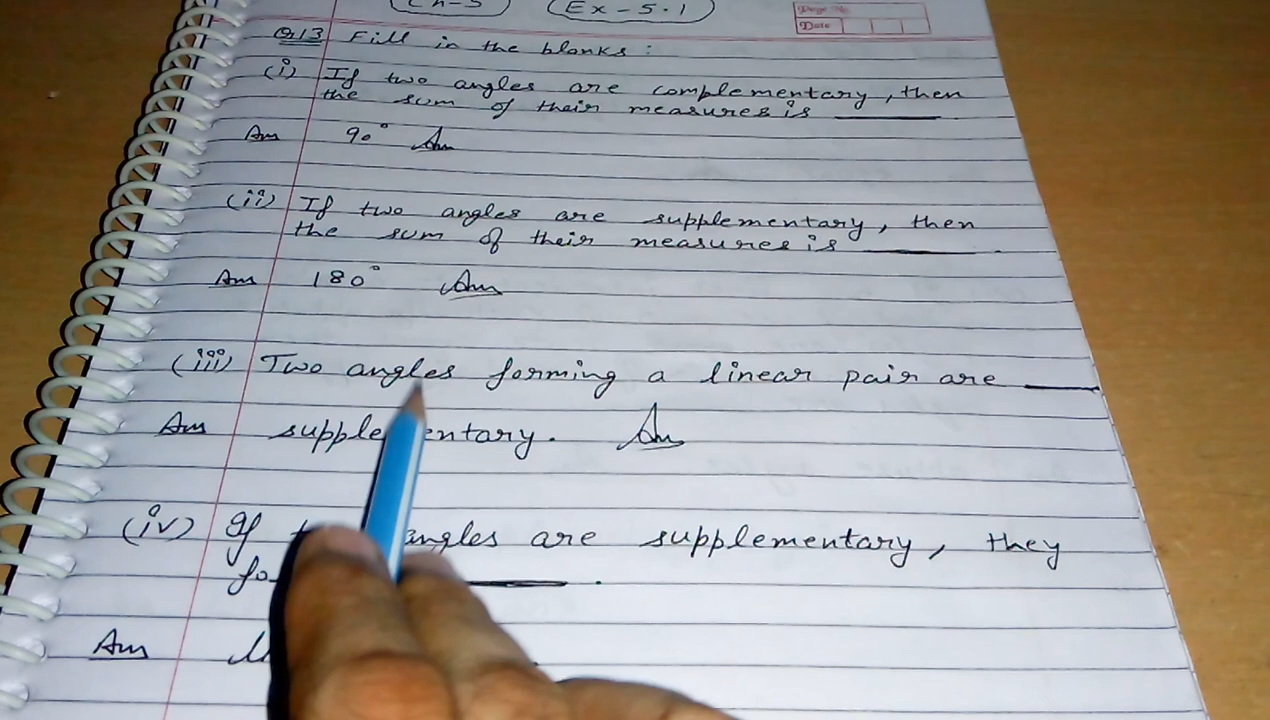 Ch-5 (Ex-5.1)
Page No.
Date
Q.13 Fill in the blanks :
(i) If two angles are complementary, then
the sum of their measures is ______
Ans 90° Ans
(ii) If two angles are supplementary, then
the sum of their measures is ______
Ans 180° Ans
(iii) Two angles forming a linear pair are ______
Ans supplementary. Ans
(iv) If angles are supplementary, they
______ .
Ans